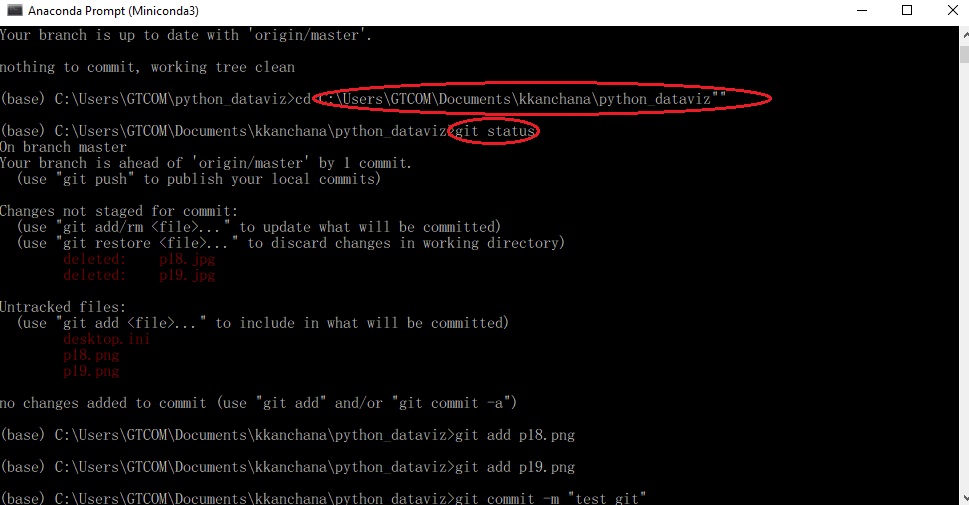 Anaconda Prompt (Miniconda3)
Your branch is up to date with 'origin/master'.
nothing to commit, working tree clean
(base) C:\Users\GTCOM\python_dataviz>cd :\Users\GTCOM\Documents\kkanchana\python_dataviz""
(base) C:\Users\GTCOM\Documents\kkanchana\python_dataviz>git status
On branch master
Your branch is ahead of 'origin/master' by 1 commit.
(use "git push" to publish your local commits)
Changes not staged for commit:
(use "git add/rm <file>..." to update what will be committed)
(use "git restore <file>..." to discard changes in working directory)
deleted:    p18.jpg
deleted:    p19.jpg
Untracked files:
(use "git add <file>..." to include in what will be committed)
desktop.ini
p18.png
p19.png
no changes added to commit (use "git add" and/or "git commit -a")
(base) C:\Users\GTCOM\Documents\kkanchana\python_dataviz>git add p18.png
(base) C:\Users\GTCOM\Documents\kkanchana\python_dataviz>git add p19.png
(base) C:\Users\GTCOM\Documents\kkanchana\python_dataviz>git commit -m "test git"